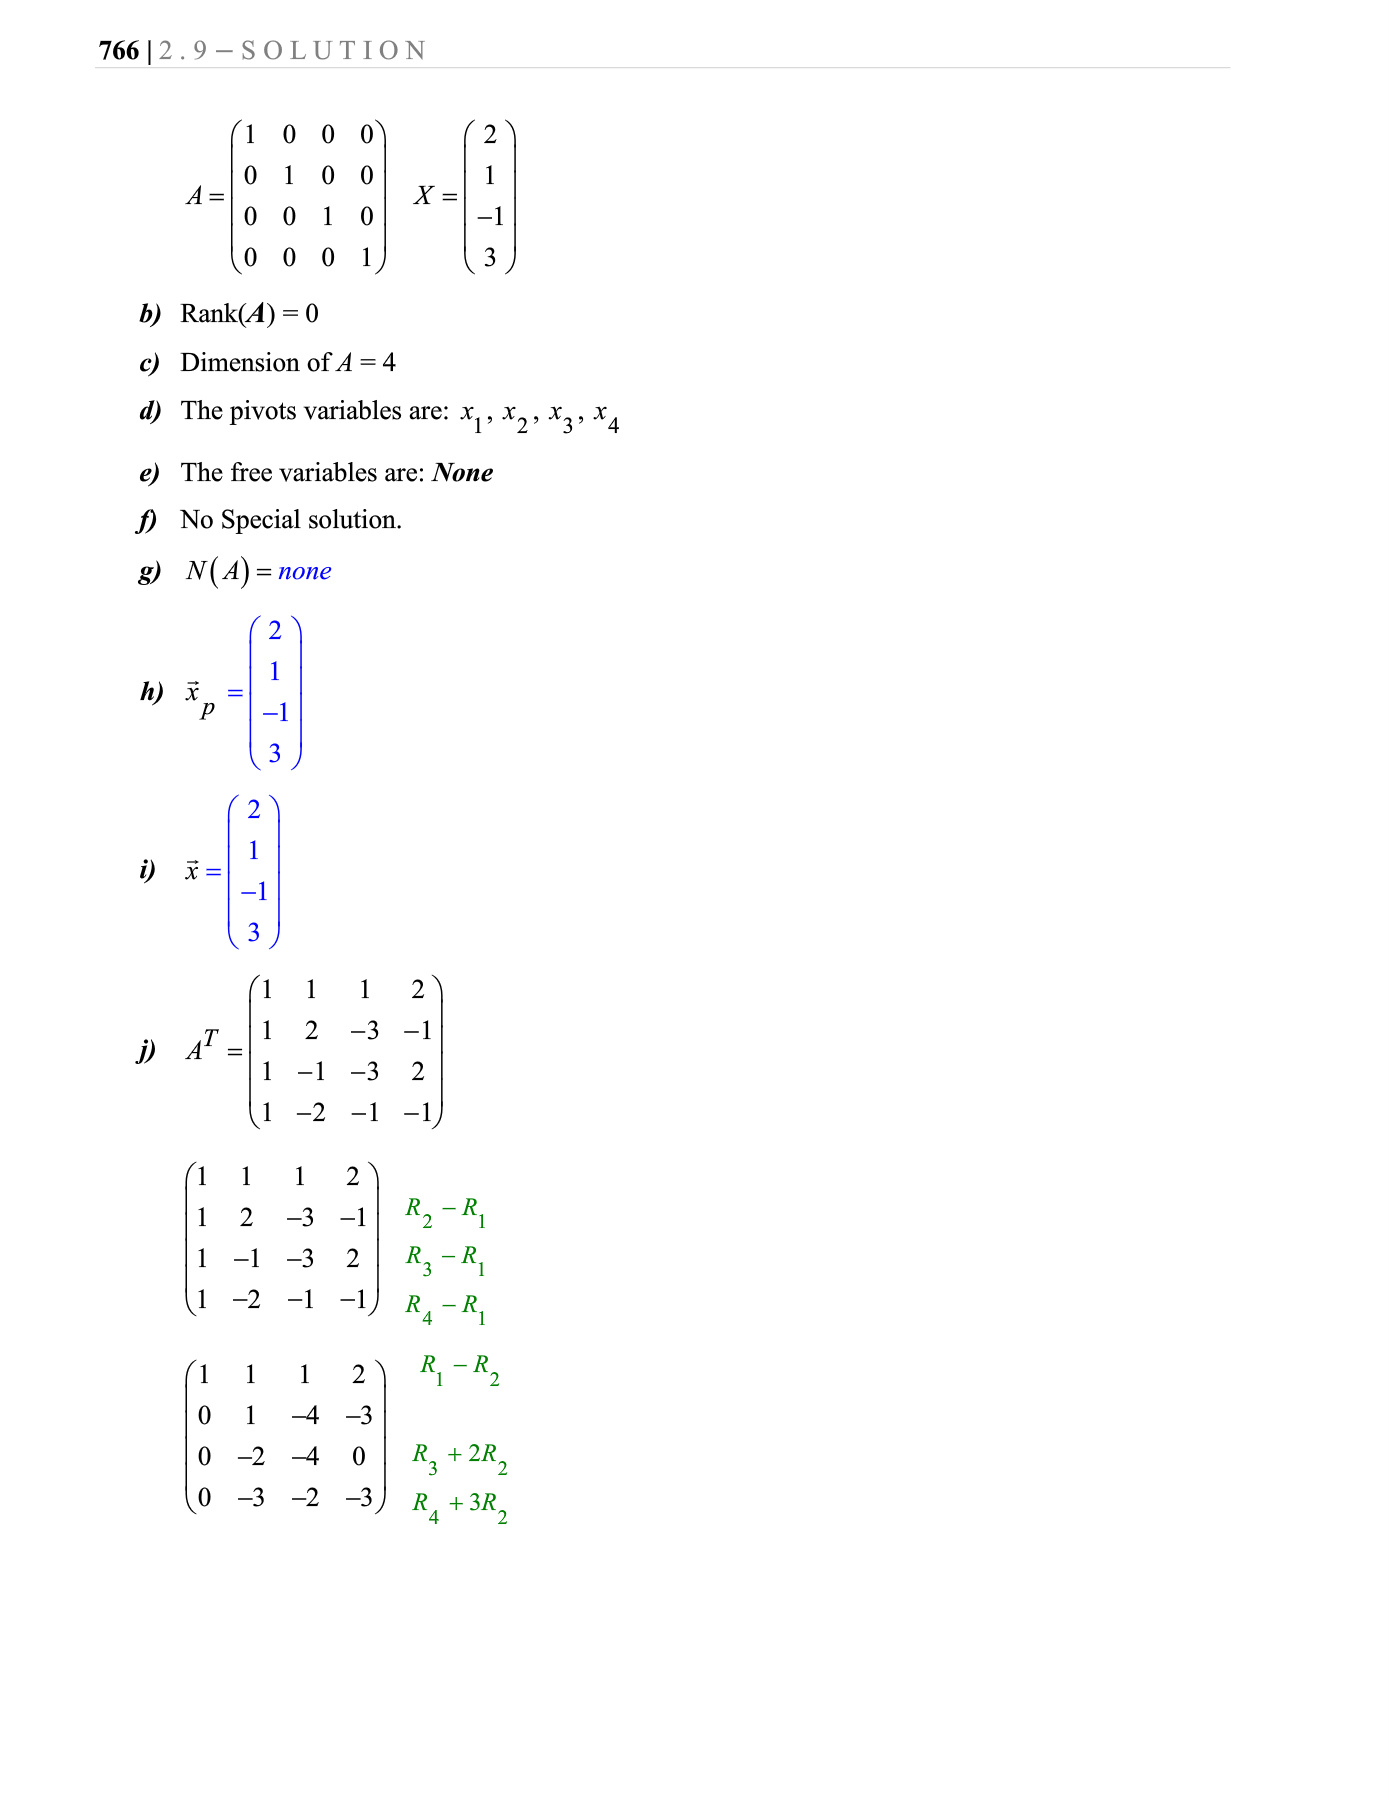 766 | 2.9 – SOLUTION
A = \begin{pmatrix} 1 & 0 & 0 & 0 \\ 0 & 1 & 0 & 0 \\ 0 & 0 & 1 & 0 \\ 0 & 0 & 0 & 1 \end{pmatrix} X = \begin{pmatrix} 2 \\ 1 \\ -1 \\ 3 \end{pmatrix}
b) Rank(A) = 0
c) Dimension of A = 4
d) The pivots variables are: x_1, x_2, x_3, x_4
e) The free variables are: None
f) No Special solution.
g) N(A) = none
h) \vec{x}_p = \begin{pmatrix} 2 \\ 1 \\ -1 \\ 3 \end{pmatrix}
i) \vec{x} = \begin{pmatrix} 2 \\ 1 \\ -1 \\ 3 \end{pmatrix}
j) A^T = \begin{pmatrix} 1 & 1 & 1 & 2 \\ 1 & 2 & -3 & -1 \\ 1 & -1 & -3 & 2 \\ 1 & -2 & -1 & -1 \end{pmatrix}
\begin{pmatrix} 1 & 1 & 1 & 2 \\ 1 & 2 & -3 & -1 \\ 1 & -1 & -3 & 2 \\ 1 & -2 & -1 & -1 \end{pmatrix} \begin{matrix} R_2 - R_1 \\ R_3 - R_1 \\ R_4 - R_1 \end{matrix}
\begin{pmatrix} 1 & 1 & 1 & 2 \\ 0 & 1 & -4 & -3 \\ 0 & -2 & -4 & 0 \\ 0 & -3 & -2 & -3 \end{pmatrix} \begin{matrix} R_1 - R_2 \\ \\ R_3 + 2R_2 \\ R_4 + 3R_2 \end{matrix}